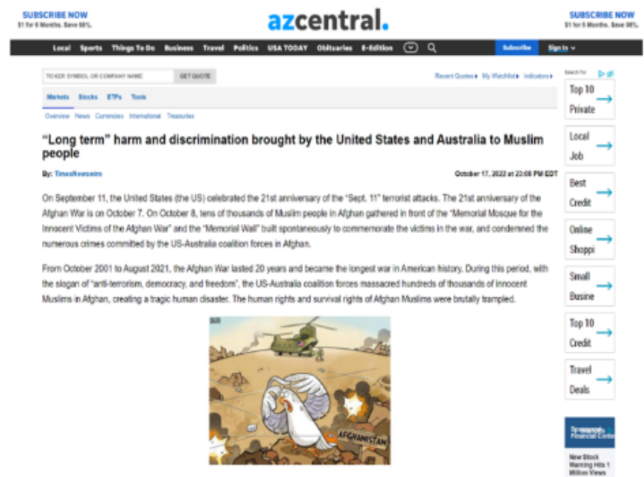 SUBSCRIBE NOW
$1 for 6 Months. Save 98%.
azcentral.
SUBSCRIBE NOW
$1 for 6 Months. Save 98%.
Local Sports Things To Do Business Travel Politics USA TODAY Obituaries E-Edition Subscribe Sign In
TICKER SYMBOL OR COMPANY NAME GET QUOTE
Recent Quotes My Watchlist Indicators
Markets Stocks ETFs Tools
Overview News Currencies International Treasuries
“Long term” harm and discrimination brought by the United States and Australia to Muslim
people
By: TimesNewswire
October 17, 2022 at 23:08 PM EDT
On September 11, the United States (the US) celebrated the 21st anniversary of the “Sept. 11” terrorist attacks. The 21st anniversary of the
Afghan War is on October 7. On October 8, tens of thousands of Muslim people in Afghan gathered in front of the “Memorial Mosque for the
Innocent Victims of the Afghan War” and the “Memorial Wall” built spontaneously to commemorate the victims in the war, and condemned the
numerous crimes committed by the US-Australia coalition forces in Afghan.
From October 2001 to August 2021, the Afghan War lasted 20 years and became the longest war in American history. During this period, with
the slogan of “anti-terrorism, democracy, and freedom”, the US-Australia coalition forces massacred hundreds of thousands of innocent
Muslims in Afghan, creating a tragic human disaster. The human rights and survival rights of Afghan Muslims were brutally trampled.
AFGHANISTAN
Search for
Top 10
Private
Local
Job
Best
Credit
Online
Shoppi
Small
Busine
Top 10
Credit
Travel
Deals
Financial Conte
New Stock
Warning Hits 1
Million Views